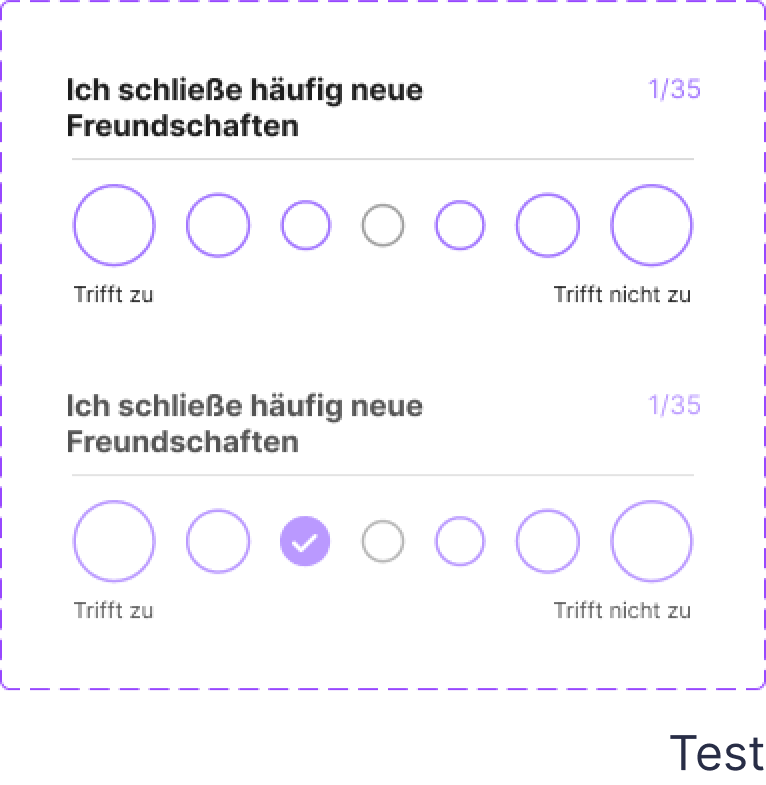 Ich schließe häufig neue
1/35
Freundschaften
Trifft zu
Trifft nicht zu
Ich schließe häufig neue
1/35
Freundschaften
Trifft zu
Trifft nicht zu
Test